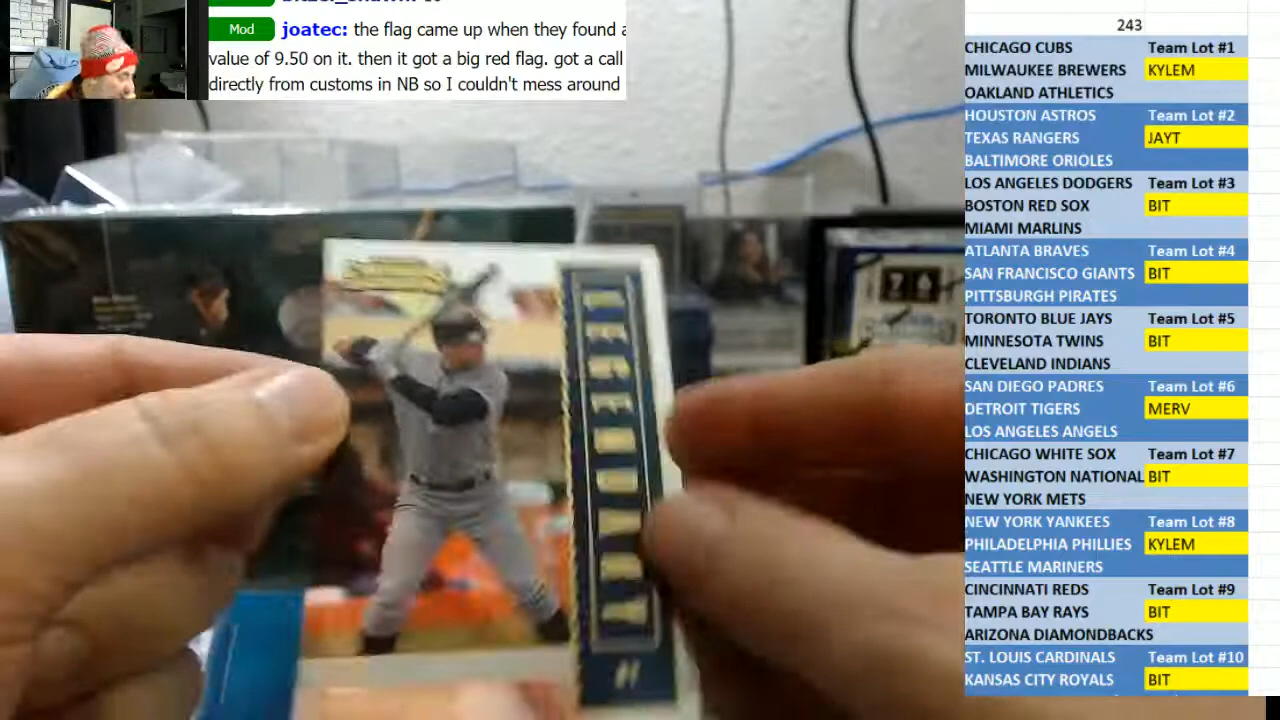 Mod joatec: the flag came up when they found a
value of 9.50 on it. then it got a big red flag. got a call
directly from customs in NB so I couldn't mess around
243
CHICAGO CUBS Team Lot #1
MILWAUKEE BREWERS KYLEM
OAKLAND ATHLETICS
HOUSTON ASTROS Team Lot #2
TEXAS RANGERS JAYT
BALTIMORE ORIOLES
LOS ANGELES DODGERS Team Lot #3
BOSTON RED SOX BIT
MIAMI MARLINS
ATLANTA BRAVES Team Lot #4
SAN FRANCISCO GIANTS BIT
PITTSBURGH PIRATES
TORONTO BLUE JAYS Team Lot #5
MINNESOTA TWINS BIT
CLEVELAND INDIANS
SAN DIEGO PADRES Team Lot #6
DETROIT TIGERS MERV
LOS ANGELES ANGELS
CHICAGO WHITE SOX Team Lot #7
WASHINGTON NATIONAL BIT
NEW YORK METS
NEW YORK YANKEES Team Lot #8
PHILADELPHIA PHILLIES KYLEM
SEATTLE MARINERS
CINCINNATI REDS Team Lot #9
TAMPA BAY RAYS BIT
ARIZONA DIAMONDBACKS
ST. LOUIS CARDINALS Team Lot #10
KANSAS CITY ROYALS BIT